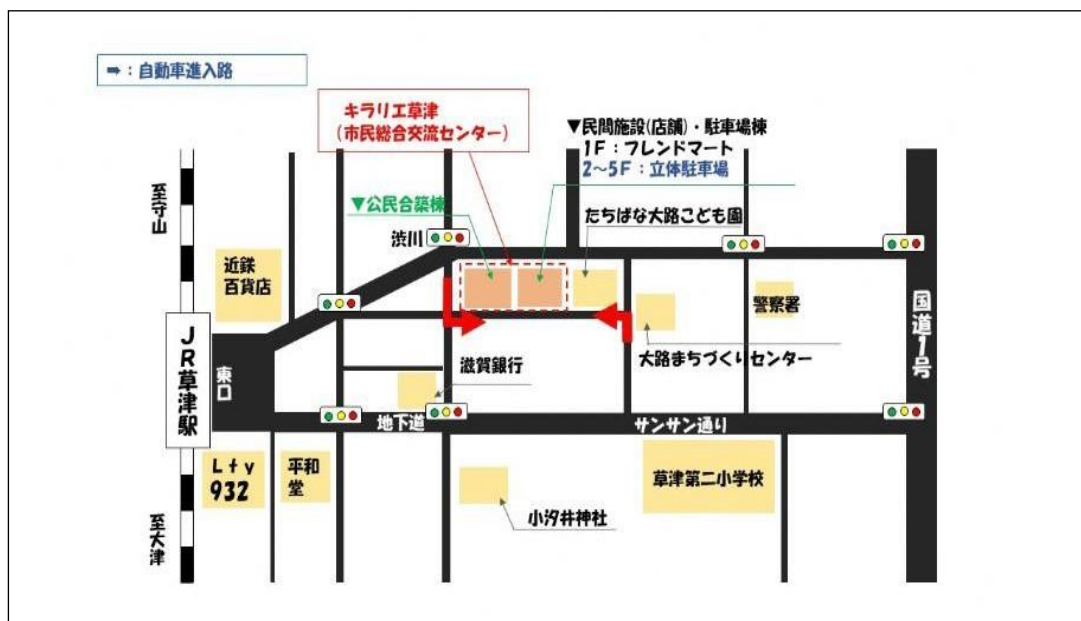 ➡：自動車進入路
キラリエ草津
(市民総合交流センター)
▼民間施設(店舗)・駐車場棟
1F：フレンドマート
2～5F：立体駐車場
至守山
▼公民合築棟
たちばな大路こども園
渋川
近鉄
百貨店
警察署
国道1号
JR草津駅
東口
大路まちづくりセンター
滋賀銀行
地下道
サンサン通り
Lty
932
平和
堂
草津第二小学校
小汐井神社
至大津